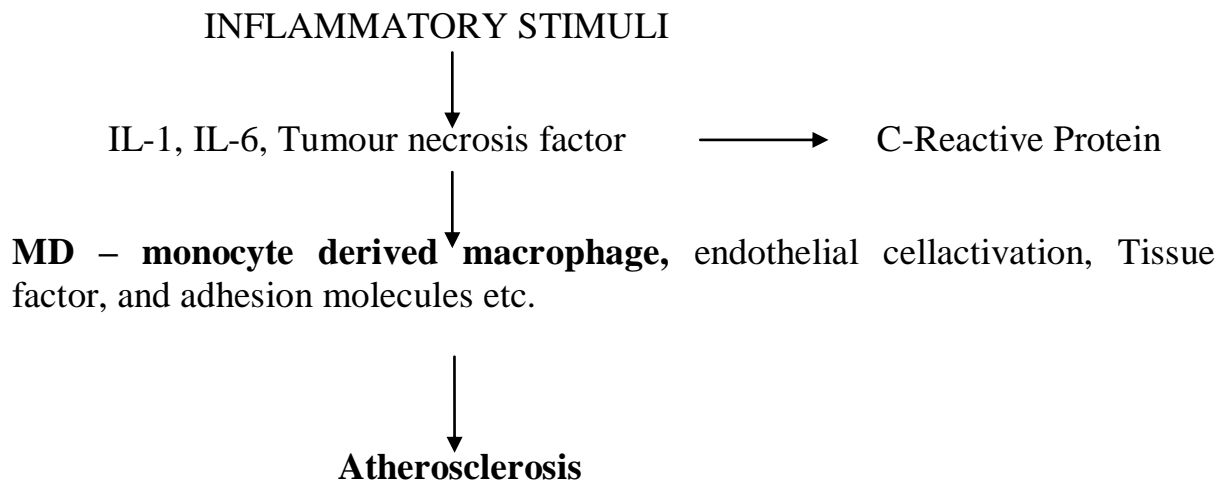 INFLAMMATORY STIMULI
IL-1, IL-6, Tumour necrosis factor C-Reactive Protein
MD – monocyte derived macrophage, endothelial cellactivation, Tissue
factor, and adhesion molecules etc.
Atherosclerosis